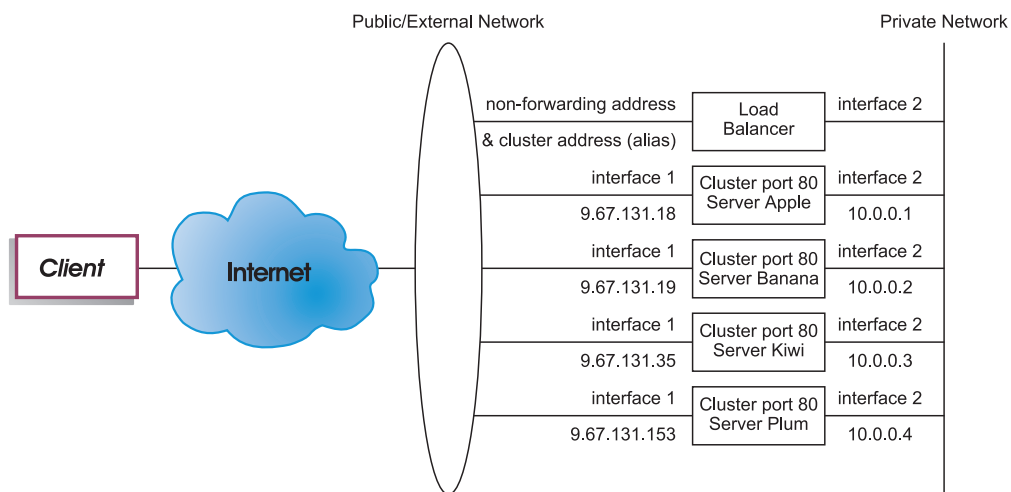 Public/External Network
Private Network
non-forwarding address
& cluster address (alias)
Load
Balancer
interface 2
interface 1
9.67.131.18
Cluster port 80
Server Apple
interface 2
10.0.0.1
interface 1
9.67.131.19
Cluster port 80
Server Banana
interface 2
10.0.0.2
Client
Internet
interface 1
9.67.131.35
Cluster port 80
Server Kiwi
interface 2
10.0.0.3
interface 1
9.67.131.153
Cluster port 80
Server Plum
interface 2
10.0.0.4